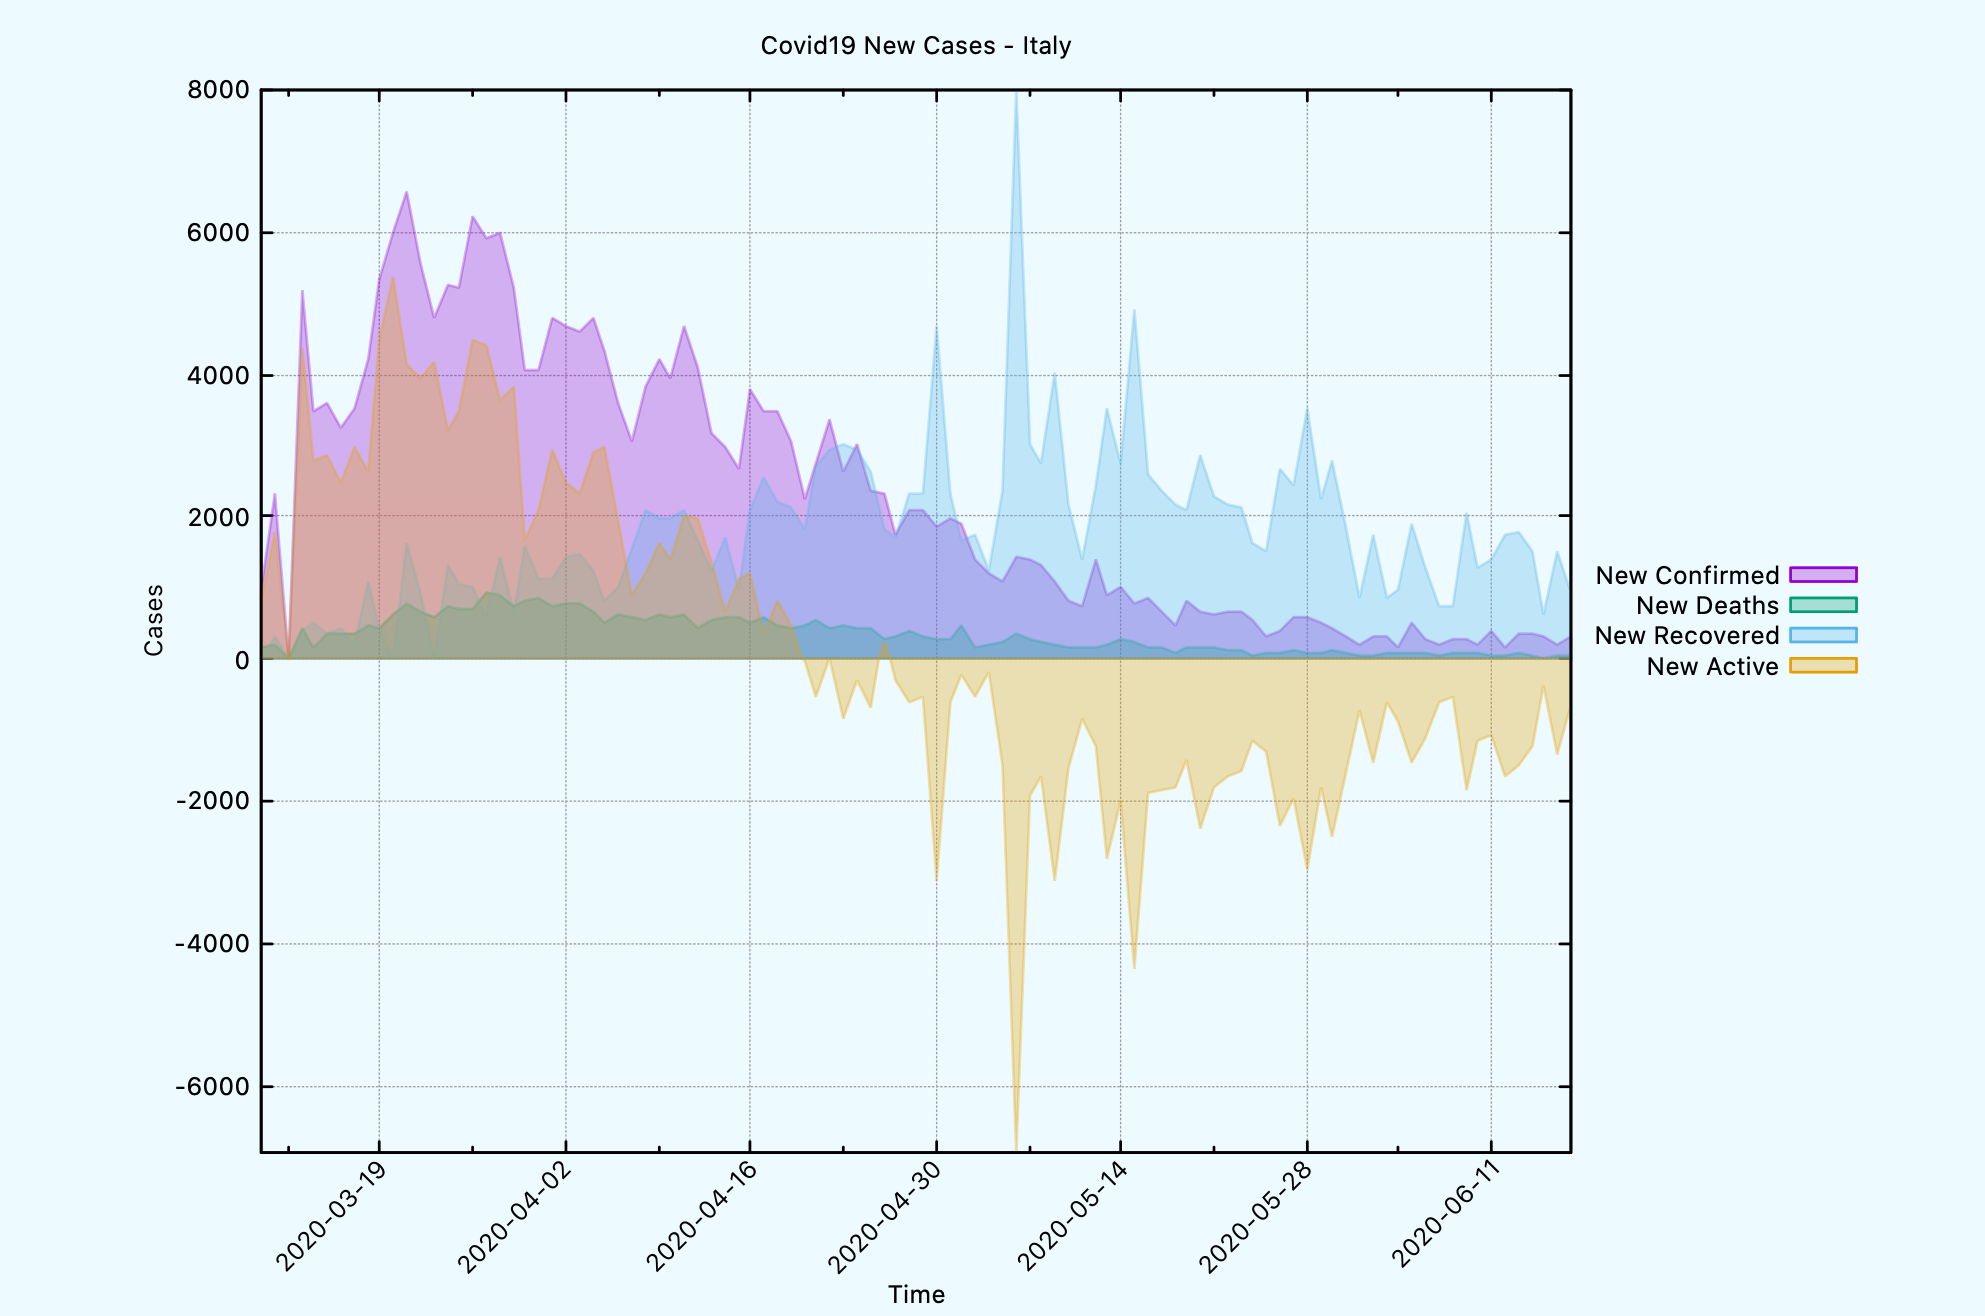 Covid19 New Cases - Italy
8000
6000
4000
2000
0
-2000
-4000
-6000
Cases
New Confirmed
New Deaths
New Recovered
New Active
2020-03-19
2020-04-02
2020-04-16
2020-04-30
2020-05-14
2020-05-28
2020-06-11
Time